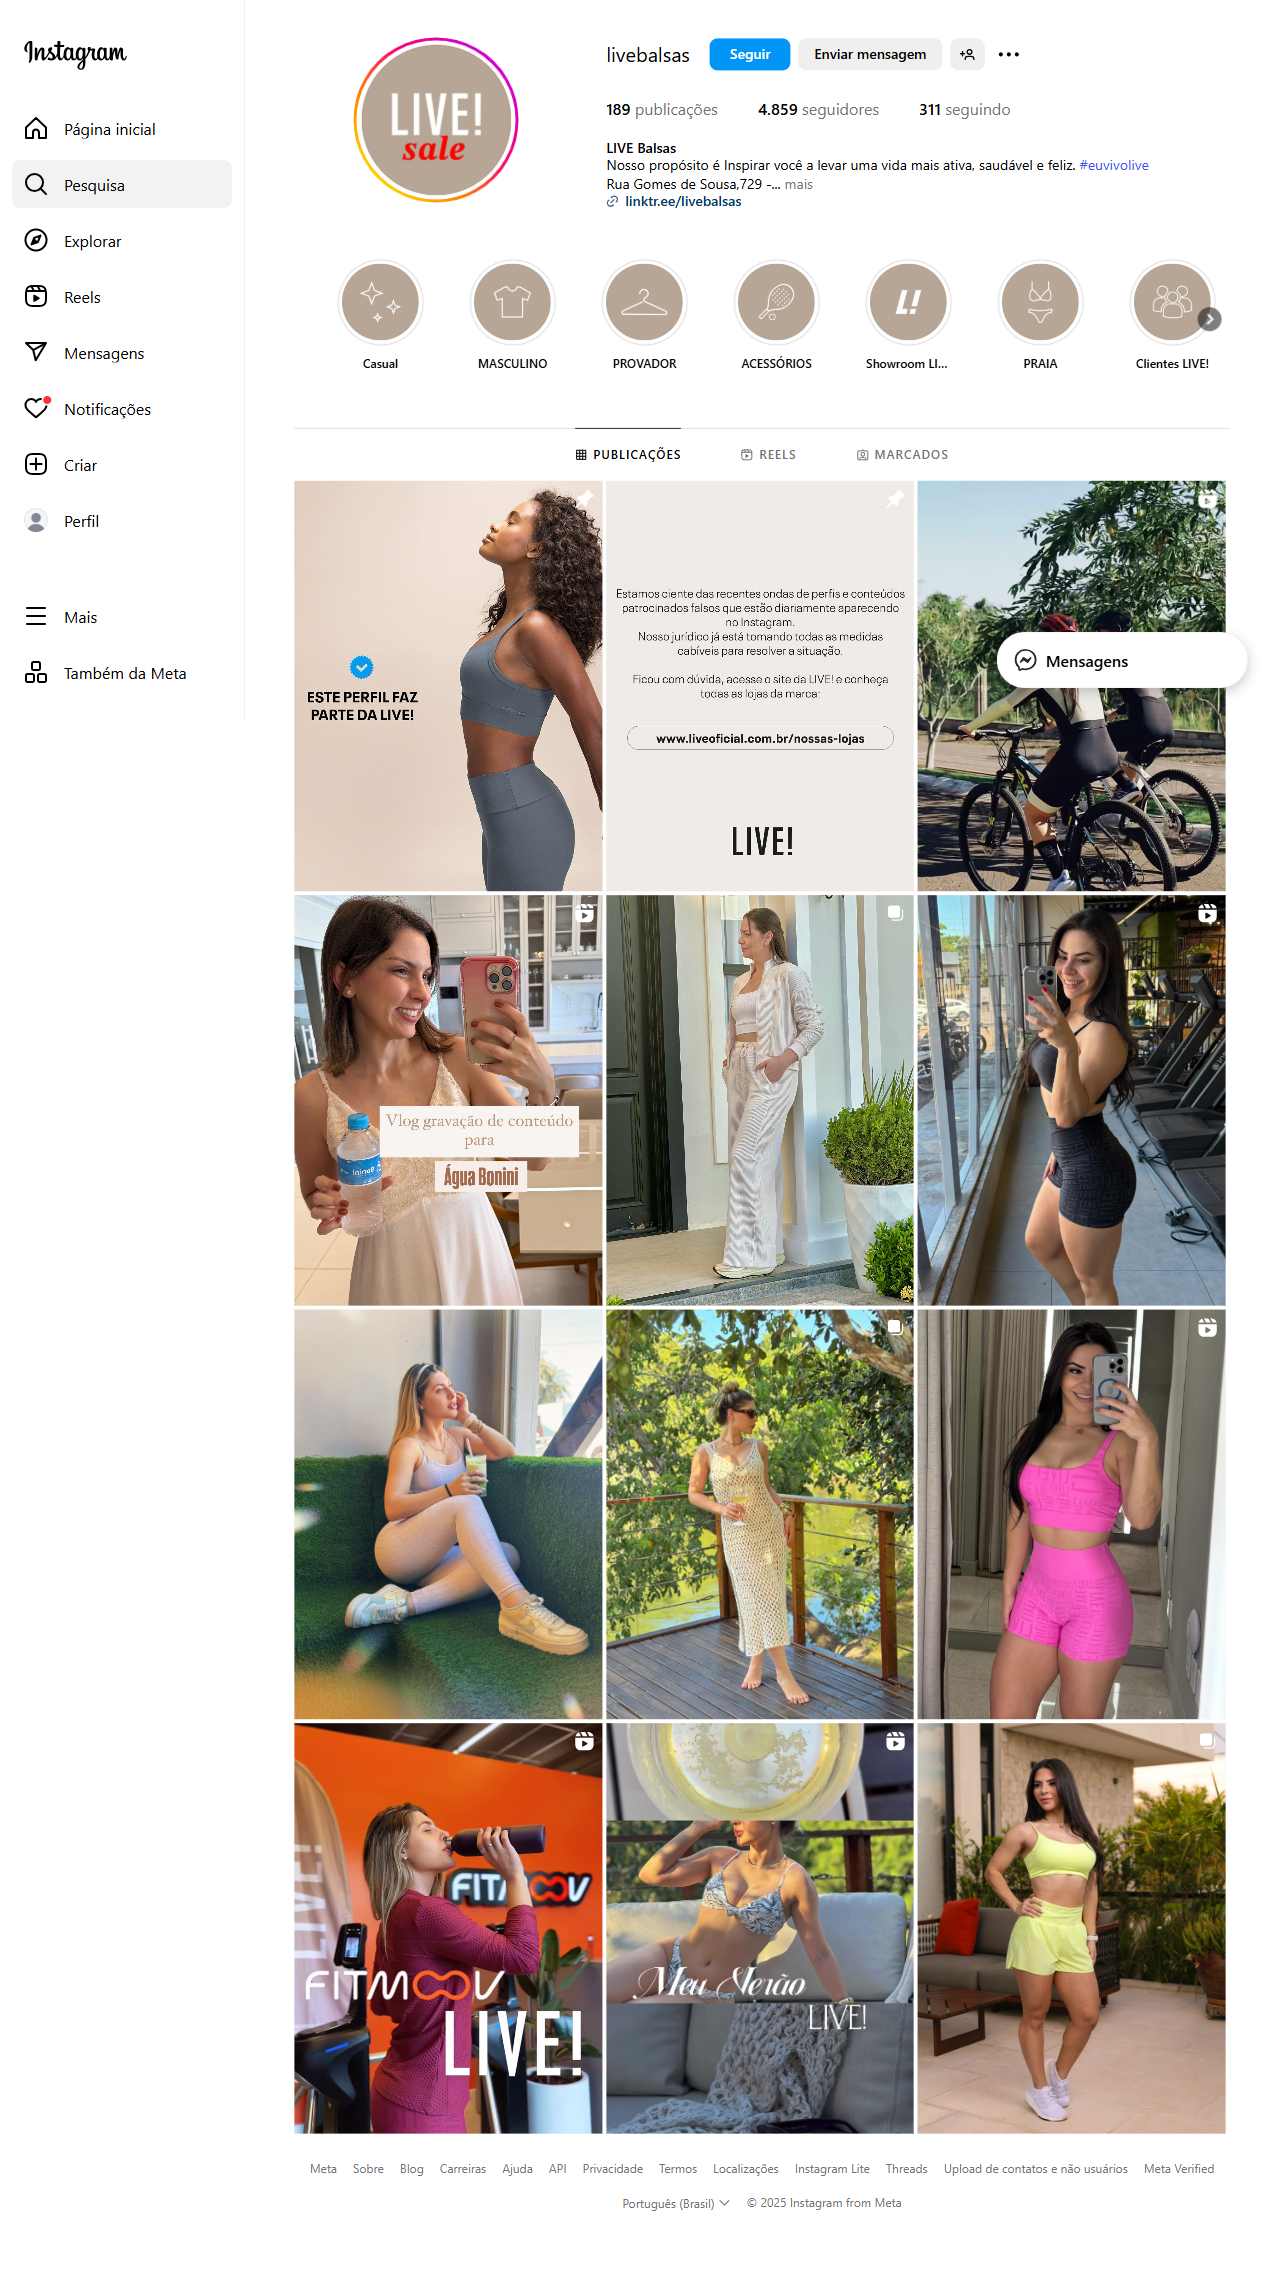 Instagram
Página inicial
Pesquisa
Explorar
Reels
Mensagens
Notificações
Criar
Perfil
Mais
Também da Meta
LIVE!
sale
livebalsas
Seguir
Enviar mensagem
189 publicações
4.859 seguidores
311 seguindo
LIVE Balsas
Nosso propósito é Inspirar você a levar uma vida mais ativa, saudável e feliz. #euvivolive
Rua Gomes de Sousa,729 -... mais
linktr.ee/livebalsas
L!
Casual
MASCULINO
PROVADOR
ACESSÓRIOS
Showroom LI...
PRAIA
Clientes LIVE!
PUBLICAÇÕES
REELS
MARCADOS
ESTE PERFIL FAZ
PARTE DA LIVE!
Estamos ciente das recentes ondas de perfis e conteúdos
patrocinados falsos que estão diariamente aparecendo
no Instagram.
Nosso jurídico já está tomando todas as medidas
cabíveis para resolver a situação.
Ficou com dúvida, acesse o site da LIVE! e conheça
todas as lojas da marca:
www.liveoficial.com.br/nossas-lojas
LIVE!
Mensagens
Vlog gravação de conteúdo
para
Água Bonini
LIVE!
FITMOOV
FITMOOV
LIVE!
Meu Verão
LIVE!
Meta
Sobre
Blog
Carreiras
Ajuda
API
Privacidade
Termos
Localizações
Instagram Lite
Threads
Upload de contatos e não usuários
Meta Verified
Português (Brasil)
© 2025 Instagram from Meta